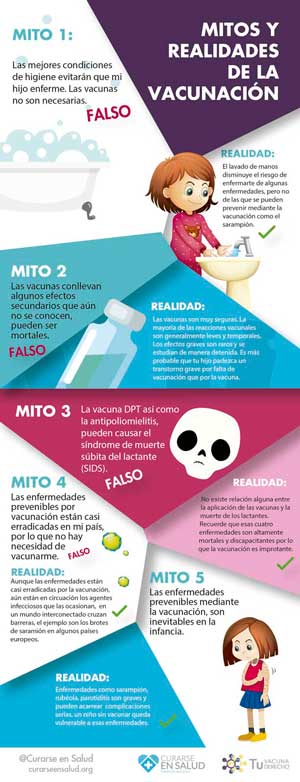 MITOS Y
REALIDADES
DE LA
VACUNACIÓN
MITO 1:
Las mejores condiciones
de higiene evitarán que mi
hijo enferme. Las vacunas
no son necesarias.
FALSO
REALIDAD:
El lavado de manos
disminuye el riesgo de
enfermarte de algunas
enfermedades, pero no
de las que se pueden
prevenir mediante la
vacunación como el
sarampión.
MITO 2
Las vacunas conllevan
algunos efectos
secundarios que aún
no se conocen,
pueden ser
mortales.
FALSO
REALIDAD:
Las vacunas son muy seguras. La
mayoría de las reacciones vacunales
son generalmente leves y temporales.
Los efectos graves son raros y se
estudian de manera detenida. Es más
probable que tu hijo padezca un
transtorno grave por falta de
vacunación que por la vacuna.
MITO 3
La vacuna DPT así como
la antipoliomielitis,
pueden causar el
síndrome de muerte
súbita del lactante
(SIDS).
FALSO
REALIDAD:
No existe relación alguna entre
la aplicación de las vacunas y la
muerte de los lactantes.
Recuerde que esas cuatro
enfermedades son altamente
mortales y discapacitantes por
lo que la vacunación es improtante.
MITO 4
Las enfermedades
prevenibles por
vacunación están casi
erradicadas en mi país,
por lo que no hay
necesidad de
vacunarme.
FALSO
REALIDAD:
Aunque las enfermedades están
casi erradicadas por la vacunación,
aún están en circulación los agentes
infecciosos que las ocasionan, en
un mundo interconectado cruzan
barreras, el ejemplo son los brotes
de saramión en algunos países
europeos.
MITO 5
Las enfermedades
prevenibles mediante
la vacunación, son
inevitables en la
infancia.
REALIDAD:
Enfermedades como sarampión,
rubéola, parotiditis son graves y
pueden acarrear complicaciones
serias, un niño sin vacunar queda
vulnerable a esas enfermedades.
@Curarse en Salud
curarseensalud.org
CURARSE
EN SALUD
Tu VACUNA
DERECHO